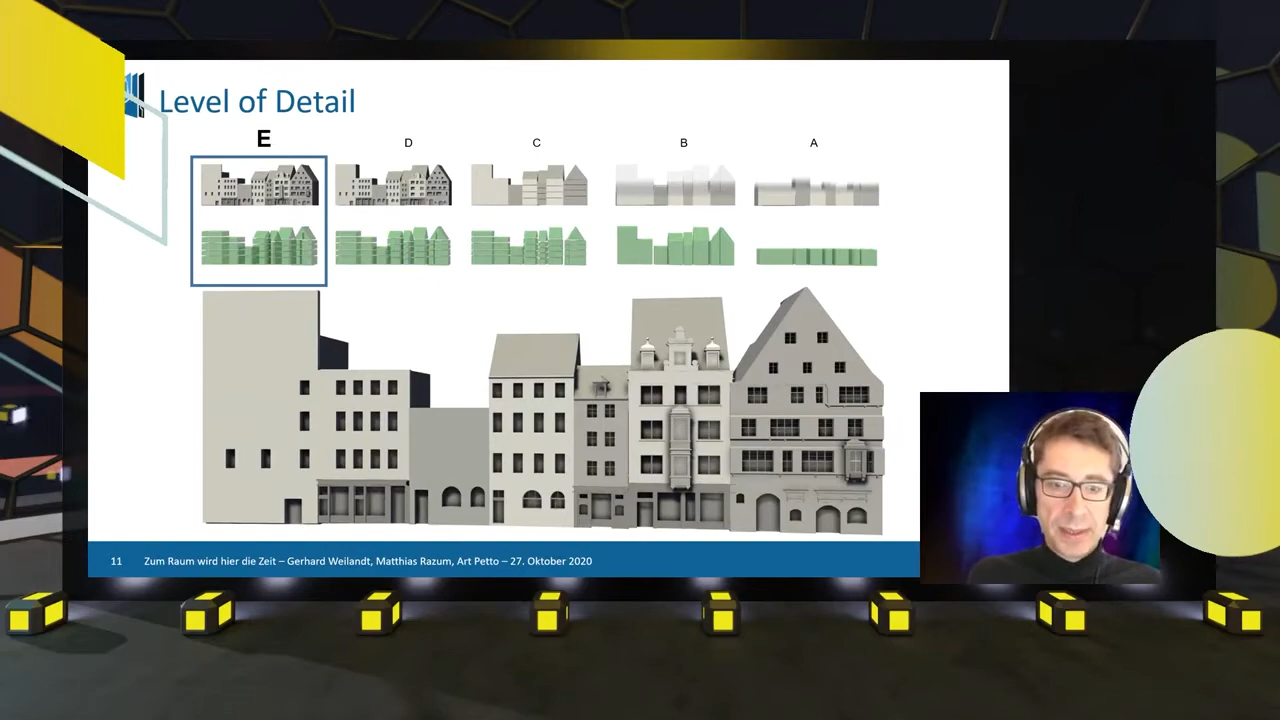 Level of Detail
E D C B A
11 Zum Raum wird hier die Zeit – Gerhard Weilandt, Matthias Razum, Art Petto – 27. Oktober 2020